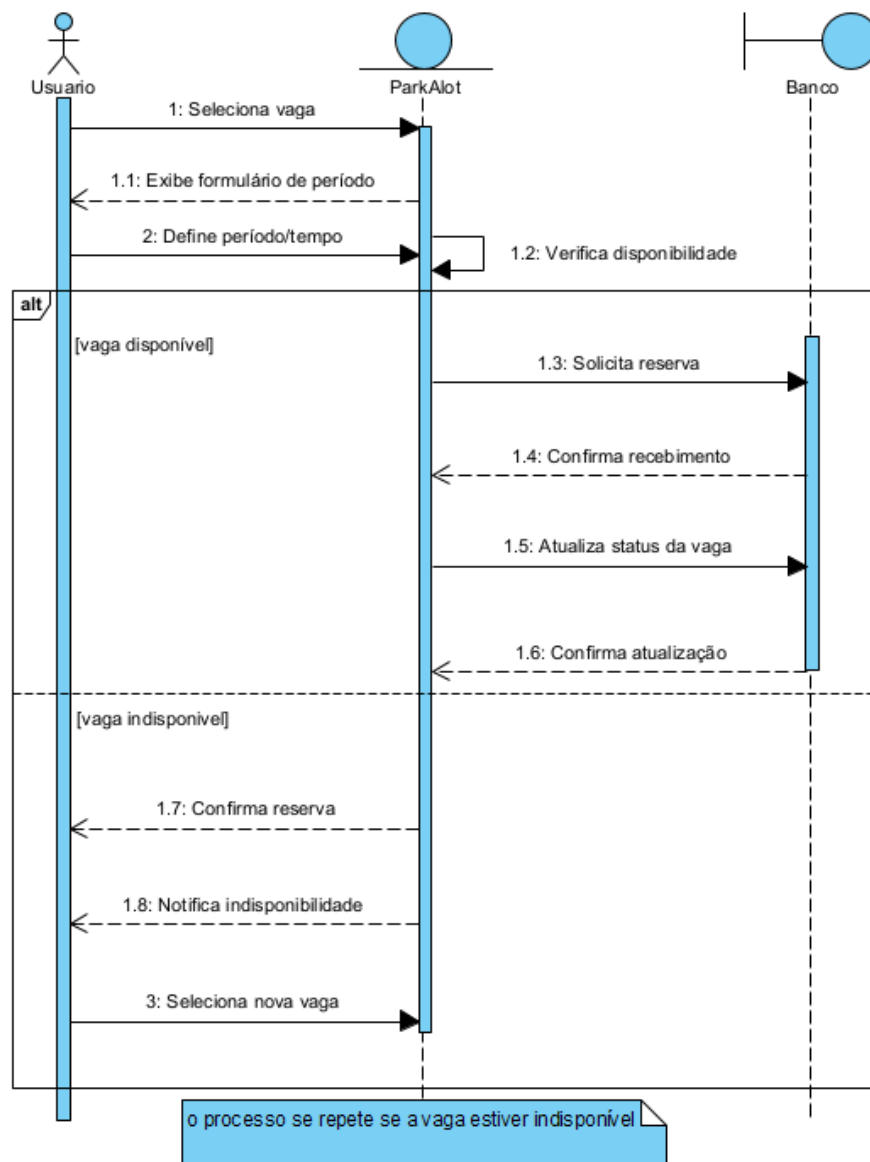 Usuario
ParkAlot
Banco
1: Seleciona vaga
1.1: Exibe formulário de período
2: Define período/tempo
1.2: Verifica disponibilidade
alt
[vaga disponível]
1.3: Solicita reserva
1.4: Confirma recebimento
1.5: Atualiza status da vaga
1.6: Confirma atualização
[vaga indisponivel]
1.7: Confirma reserva
1.8: Notifica indisponibilidade
3: Seleciona nova vaga
o processo se repete se a vaga estiver indisponível